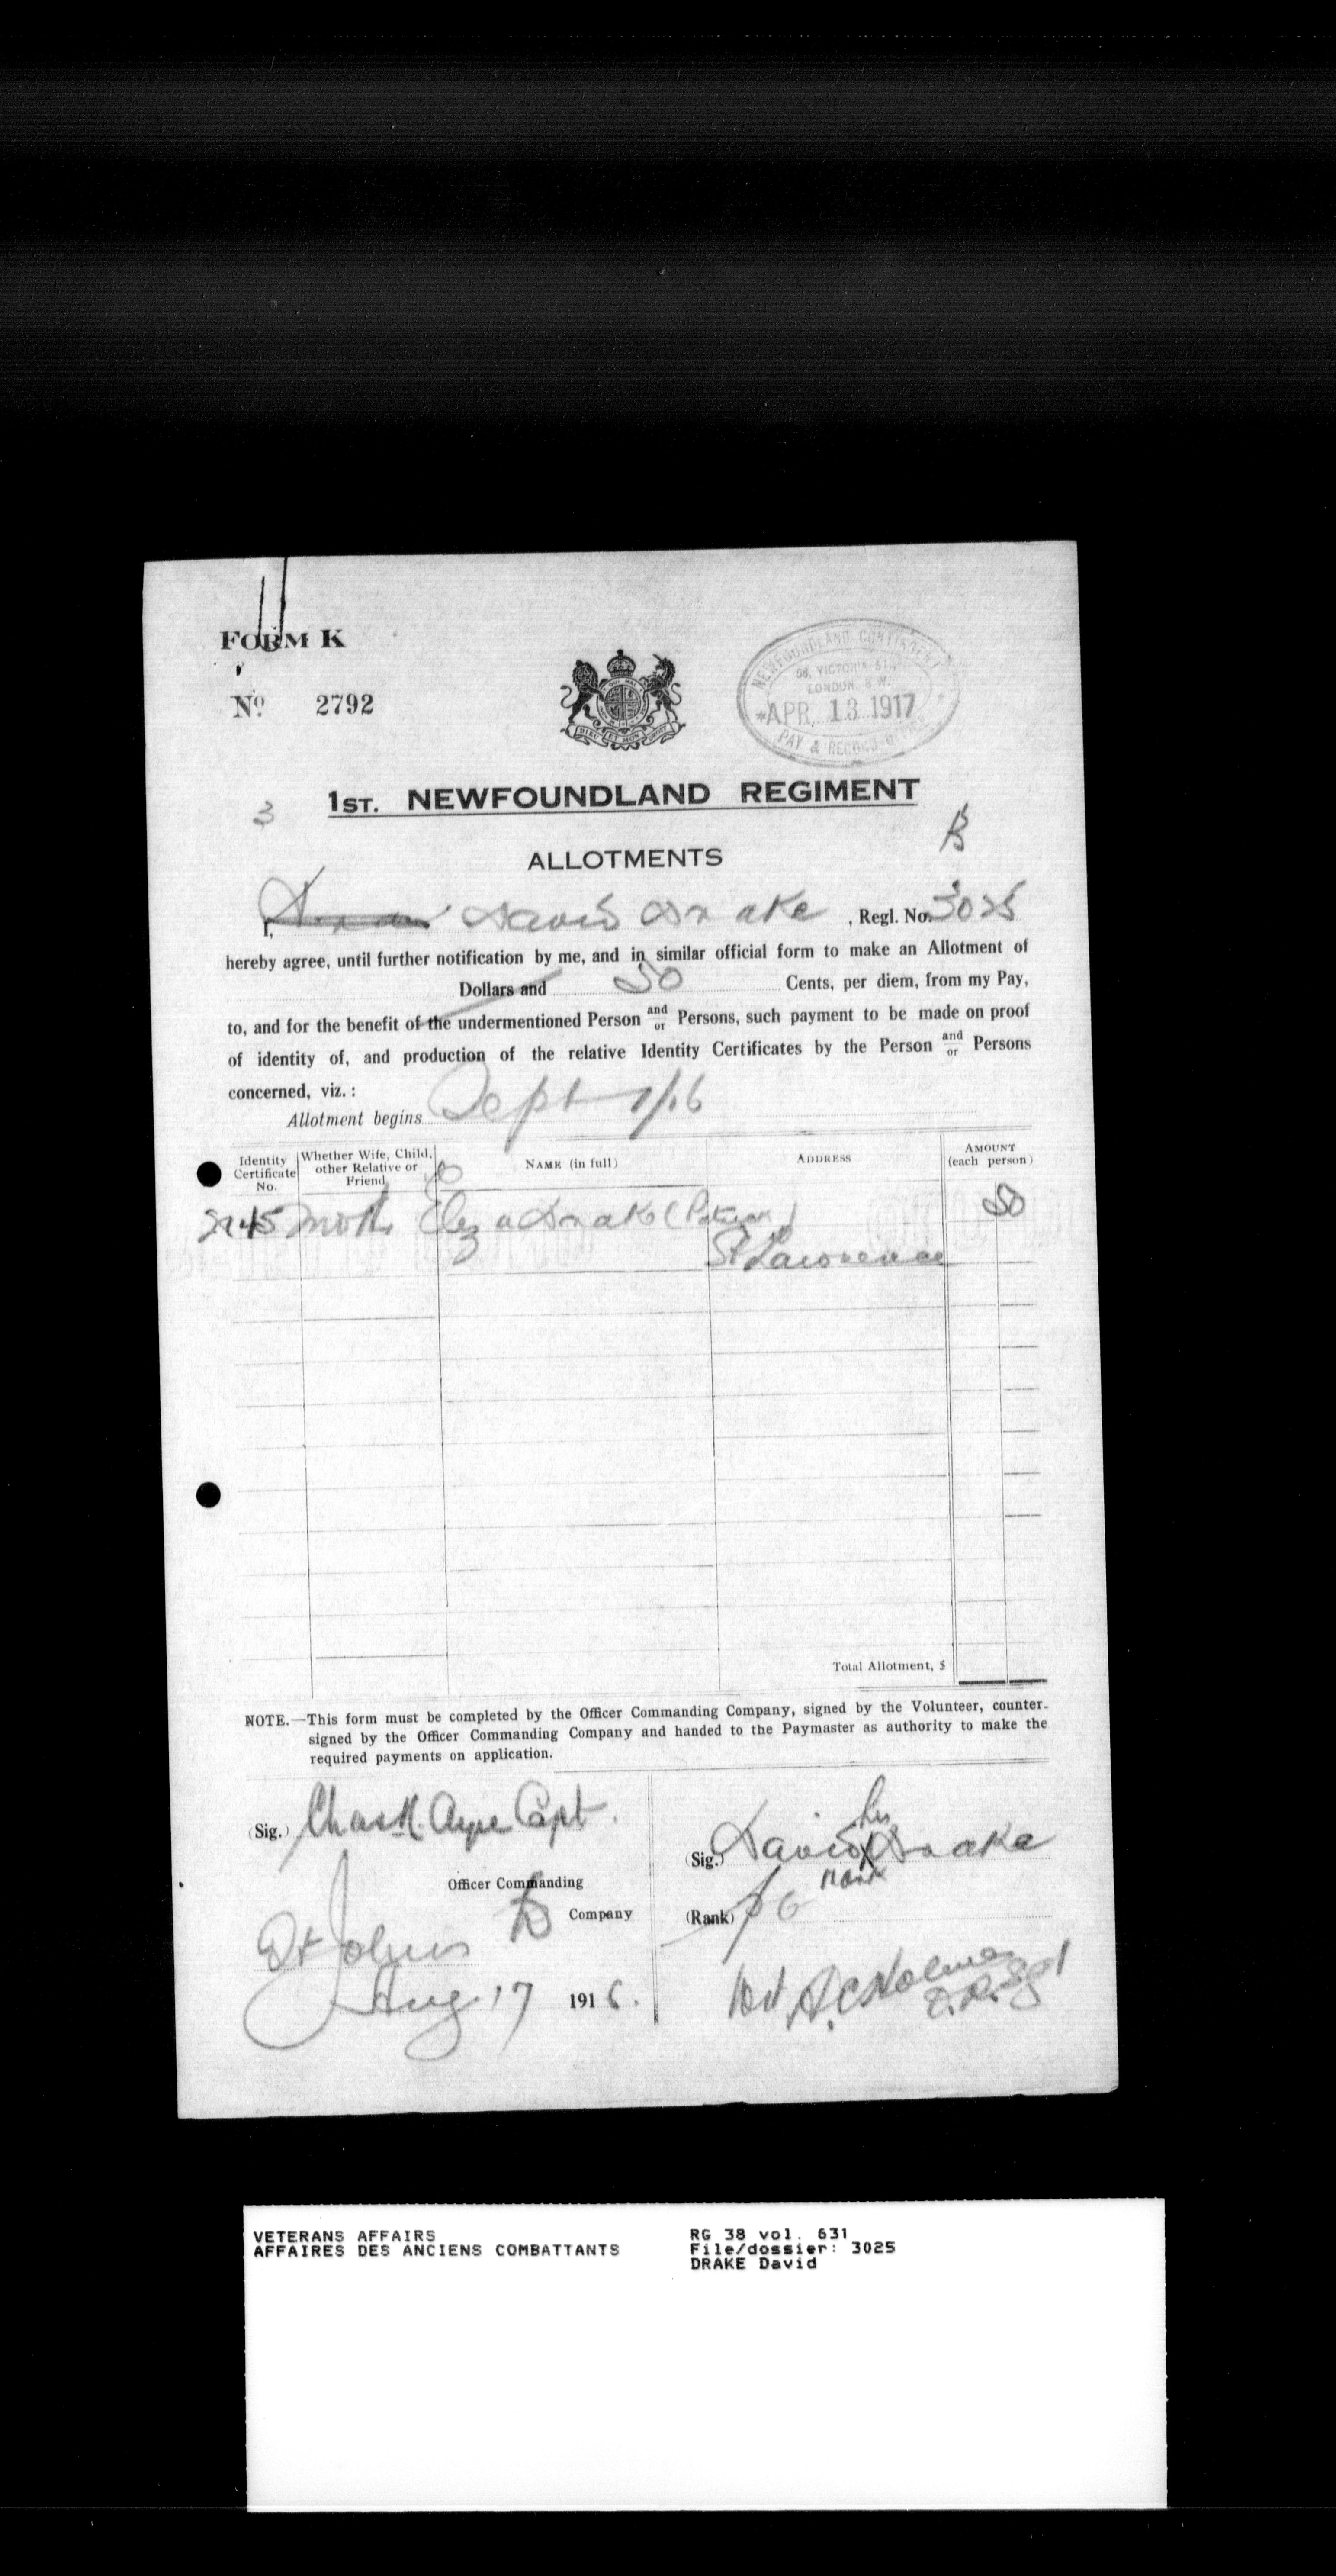 FORM K
Nº 2792
NEWFOUNDLAND CONTINGENT
58, VICTORIA ST.,
LONDON, S.W.
*APR. 13 1917
PAY & RECORD OFFICE
3
1ST. NEWFOUNDLAND REGIMENT
B
ALLOTMENTS
I, David Drake, Regl. No. 3025
hereby agree, until further notification by me, and in similar official form to make an Allotment of
Dollars and 50 Cents, per diem, from my Pay,
to, and for the benefit of the undermentioned Person and/or Persons, such payment to be made on proof
of identity of, and production of the relative Identity Certificates by the Person and/or Persons
concerned, viz. :
Allotment begins Sept 1/16
Identity Certificate No. Whether Wife, Child, other Relative or Friend NAME (in full) ADDRESS AMOUNT (each person)
Moth Eliza Drake (Patrick) 50
St Lawrence
Total Allotment, $
NOTE.—This form must be completed by the Officer Commanding Company, signed by the Volunteer, counter-
signed by the Officer Commanding Company and handed to the Paymaster as authority to make the
required payments on application.
(Sig.) Chas H. Ayre Capt.
Officer Commanding
Company
St Johns
Aug 17 1916.
his
(Sig.) David X Drake
mark
(Rank)
Wit A.C. Holmes
Sgt
VETERANS AFFAIRS
AFFAIRES DES ANCIENS COMBATTANTS
RG 38 vol. 631
File/dossier: 3025
DRAKE David